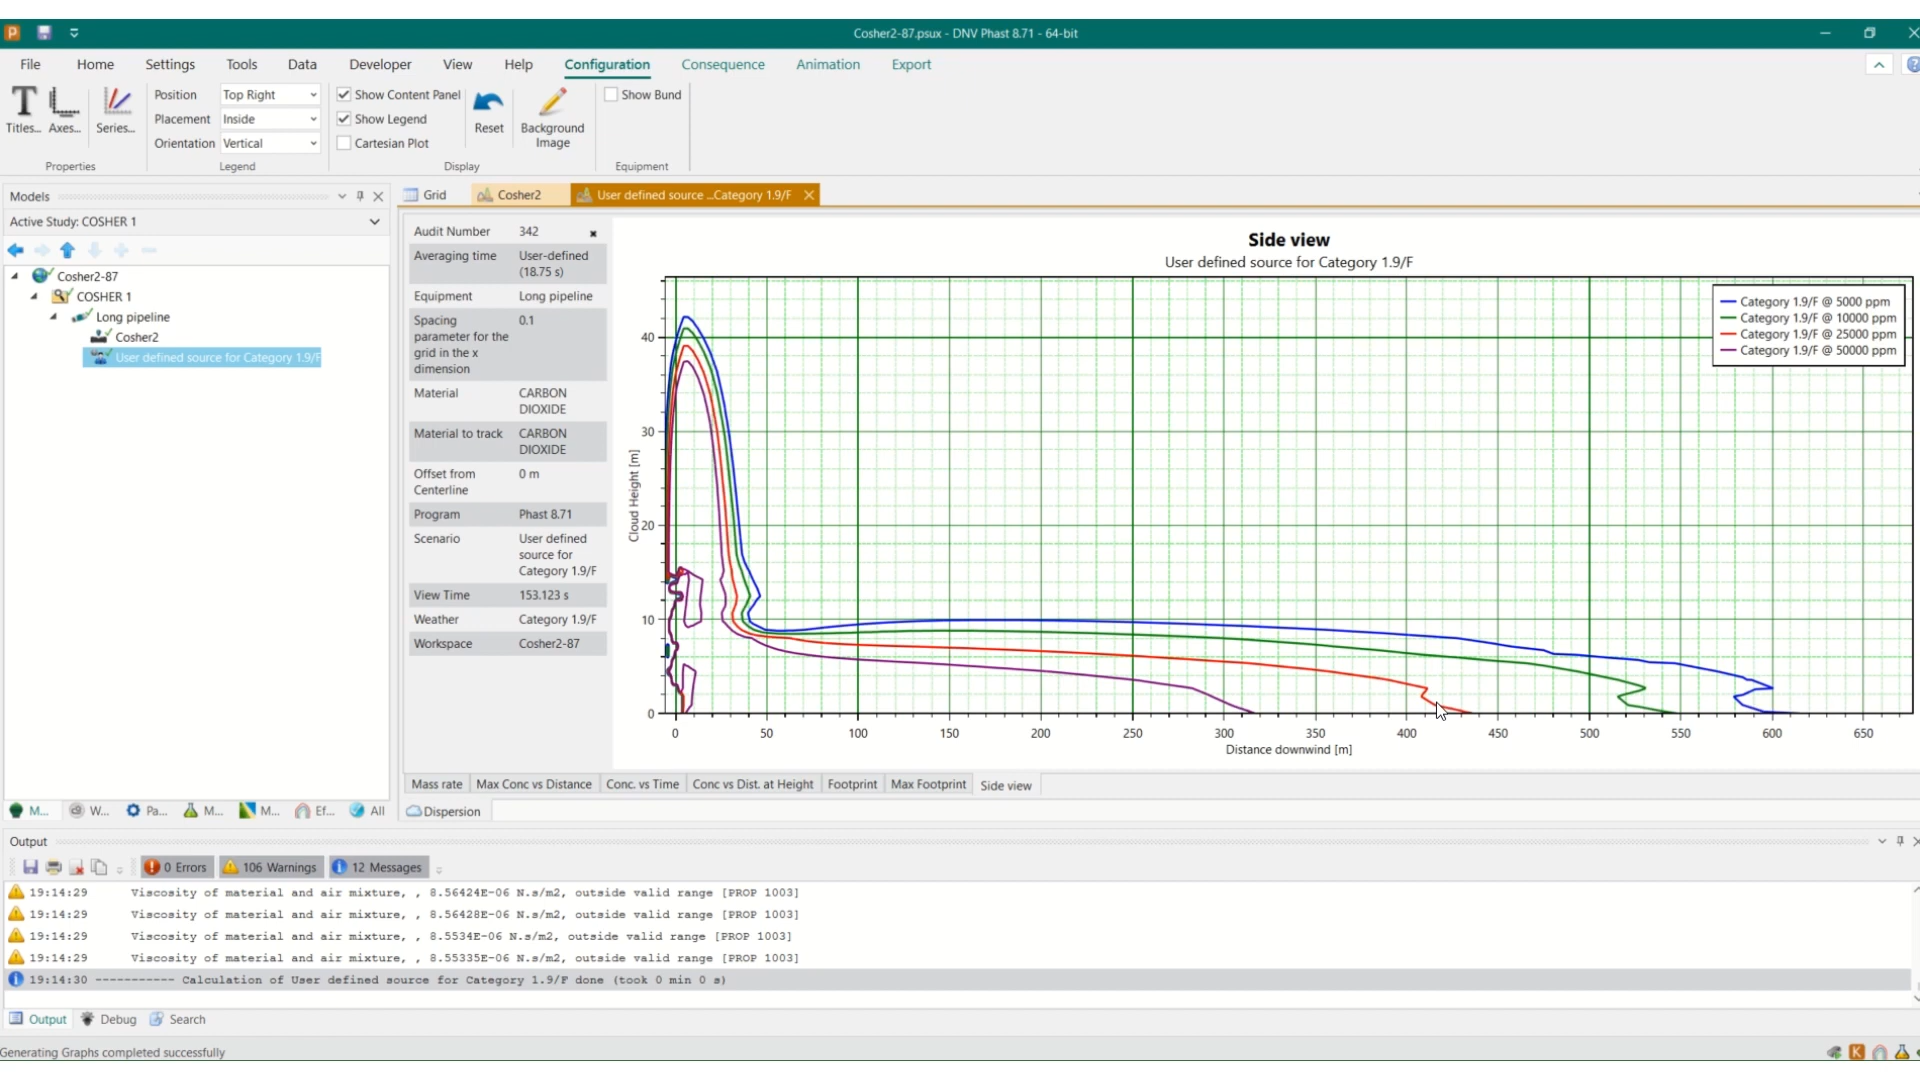 Cosher2-87.psux - DNV Phast 8.71 - 64-bit
File Home Settings Tools Data Developer View Help Configuration Consequence Animation Export
Titles... Axes... Series...
Properties
Position Top Right
Placement Inside
Orientation Vertical
Legend
Show Content Panel
Show Legend
Cartesian Plot
Reset
Background
Image
Display
Show Bund
Equipment
Models
Active Study: COSHER 1
Cosher2-87
COSHER 1
Long pipeline
Cosher2
User defined source for Category 1.9/F
M... W... Pa... M... M... Ef... All
Grid Cosher2 User defined source ...Category 1.9/F
Audit Number 342
Averaging time User-defined
(18.75 s)
Equipment Long pipeline
Spacing 0.1
parameter for the
grid in the x
dimension
Material CARBON
DIOXIDE
Material to track CARBON
DIOXIDE
Offset from 0 m
Centerline
Program Phast 8.71
Scenario User defined
source for
Category 1.9/F
View Time 153.123 s
Weather Category 1.9/F
Workspace Cosher2-87
Side view
User defined source for Category 1.9/F
Category 1.9/F @ 5000 ppm
Category 1.9/F @ 10000 ppm
Category 1.9/F @ 25000 ppm
Category 1.9/F @ 50000 ppm
Cloud Height [m]
40
30
20
10
0
0 50 100 150 200 250 300 350 400 450 500 550 600 650
Distance downwind [m]
Mass rate Max Conc vs Distance Conc. vs Time Conc vs Dist. at Height Footprint Max Footprint Side view
Dispersion
Output
0 Errors 106 Warnings 12 Messages
19:14:29 Viscosity of material and air mixture, , 8.56424E-06 N.s/m2, outside valid range [PROP 1003]
19:14:29 Viscosity of material and air mixture, , 8.56428E-06 N.s/m2, outside valid range [PROP 1003]
19:14:29 Viscosity of material and air mixture, , 8.5534E-06 N.s/m2, outside valid range [PROP 1003]
19:14:29 Viscosity of material and air mixture, , 8.55335E-06 N.s/m2, outside valid range [PROP 1003]
19:14:30 ----------- Calculation of User defined source for Category 1.9/F done (took 0 min 0 s)
Output Debug Search
Generating Graphs completed successfully